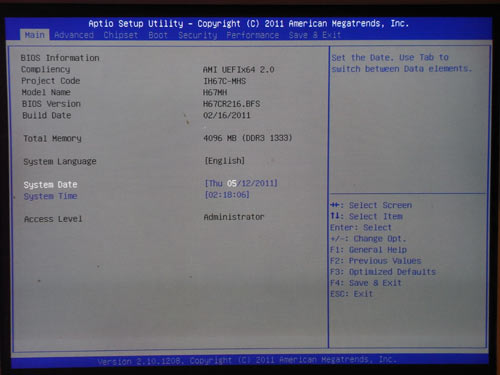 Aptio Setup Utility - Copyright (C) 2011 American Megatrends, Inc.
Main Advanced Chipset Boot Security Performance Save & Exit
BIOS Information
Compliency AMI UEFIx64 2.0
Project Code IH67C-MHS
Model Name H67MH
BIOS Version H67CR216.BFS
Build Date 02/16/2011
Total Memory 4096 MB (DDR3 1333)
System Language [English]
System Date [Thu 05/12/2011]
System Time [02:18:06]
Access Level Administrator
Set the Date. Use Tab to
switch between Data elements.
→←: Select Screen
↑↓: Select Item
Enter: Select
+/-: Change Opt.
F1: General Help
F2: Previous Values
F3: Optimized Defaults
F4: Save & Exit
ESC: Exit
Version 2.10.1208. Copyright (C) 2011 American Megatrends, Inc.